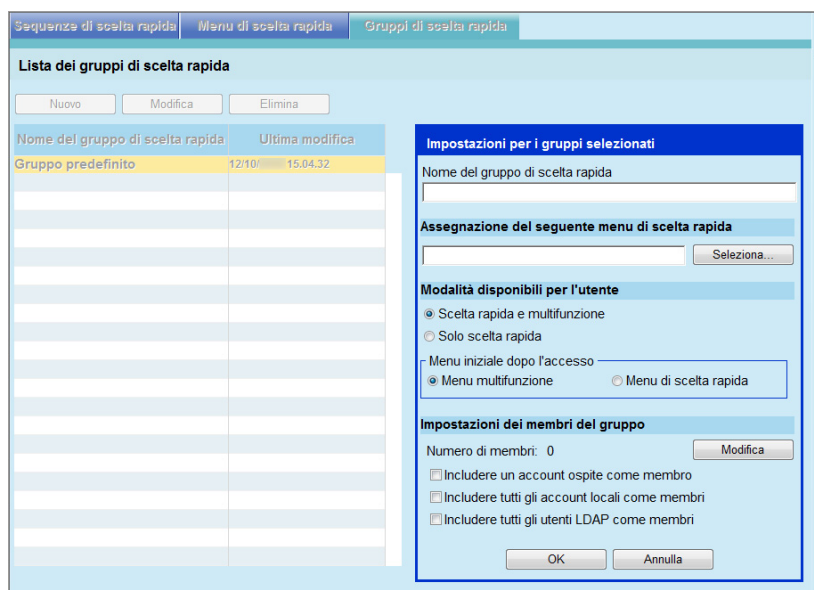 Sequenze di scelta rapida Menu di scelta rapida Gruppi di scelta rapida
Lista dei gruppi di scelta rapida
Nuovo Modifica Elimina
Nome del gruppo di scelta rapida Ultima modifica
Gruppo predefinito 12/10/ 15.04.32
Impostazioni per i gruppi selezionati
Nome del gruppo di scelta rapida
Assegnazione del seguente menu di scelta rapida
Seleziona...
Modalità disponibili per l'utente
Scelta rapida e multifunzione
Solo scelta rapida
Menu iniziale dopo l'accesso
Menu multifunzione Menu di scelta rapida
Impostazioni dei membri del gruppo
Numero di membri: 0 Modifica
Includere un account ospite come membro
Includere tutti gli account locali come membri
Includere tutti gli utenti LDAP come membri
OK Annulla